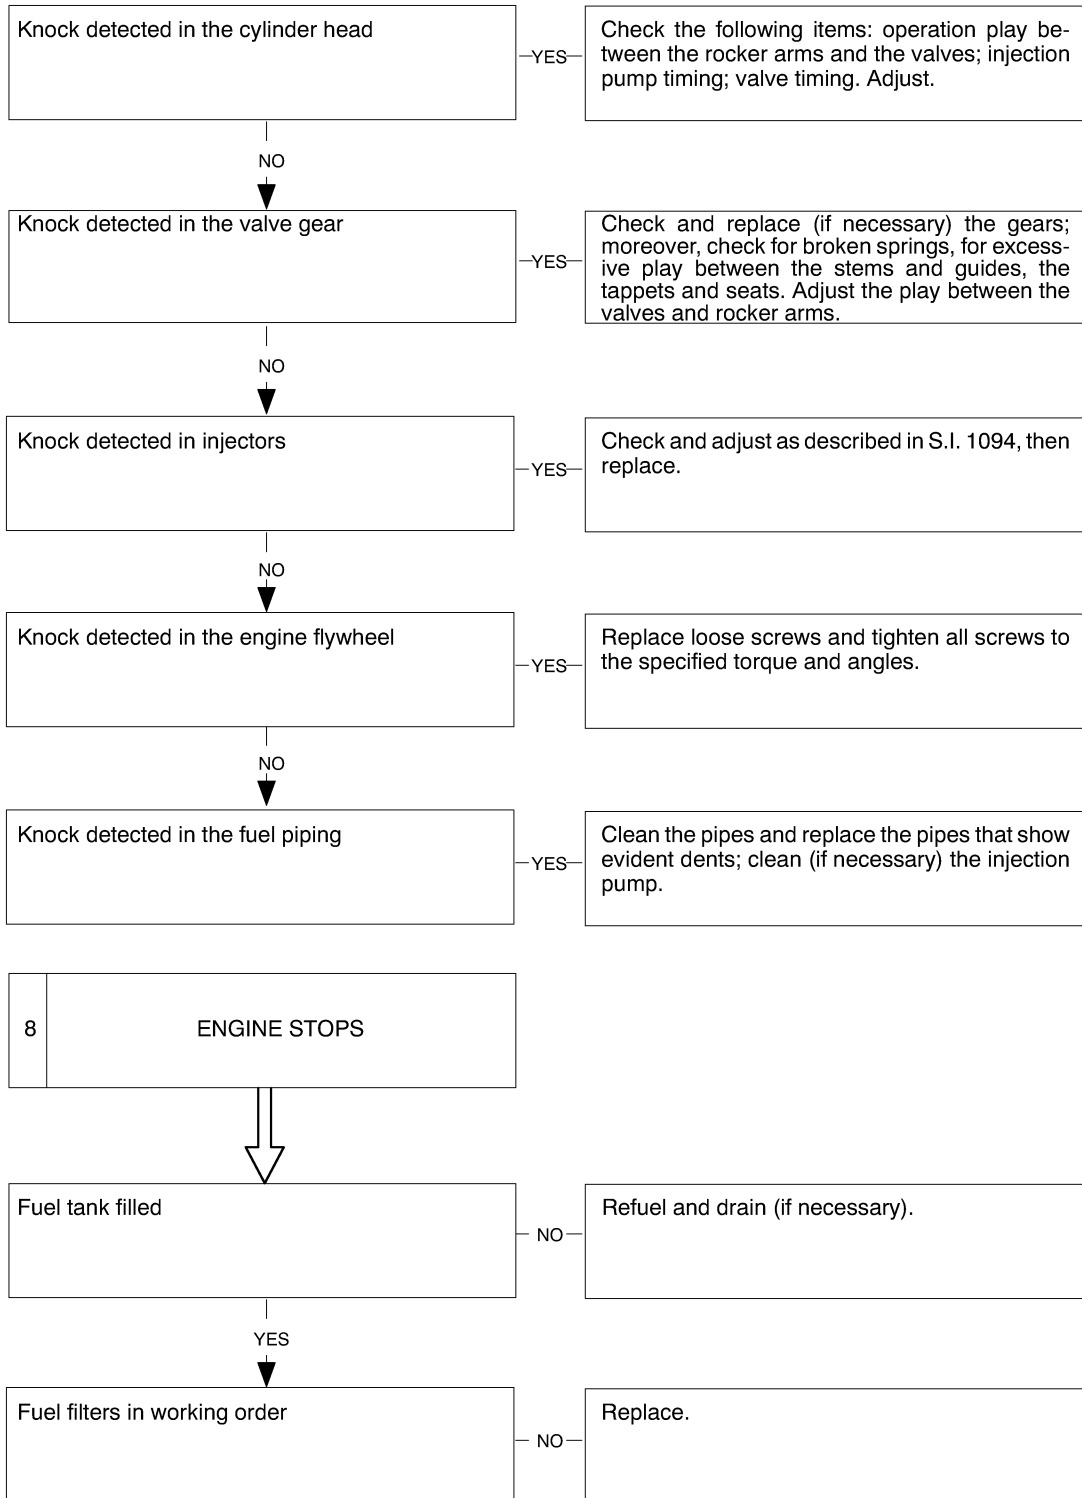 Knock detected in the cylinder head
YES
Check the following items: operation play be-
tween the rocker arms and the valves; injection
pump timing; valve timing. Adjust.
NO
Knock detected in the valve gear
YES
Check and replace (if necessary) the gears;
moreover, check for broken springs, for excess-
ive play between the stems and guides, the
tappets and seats. Adjust the play between the
valves and rocker arms.
NO
Knock detected in injectors
YES
Check and adjust as described in S.I. 1094, then
replace.
NO
Knock detected in the engine flywheel
YES
Replace loose screws and tighten all screws to
the specified torque and angles.
NO
Knock detected in the fuel piping
YES
Clean the pipes and replace the pipes that show
evident dents; clean (if necessary) the injection
pump.
8 ENGINE STOPS
Fuel tank filled
NO
Refuel and drain (if necessary).
YES
Fuel filters in working order
NO
Replace.